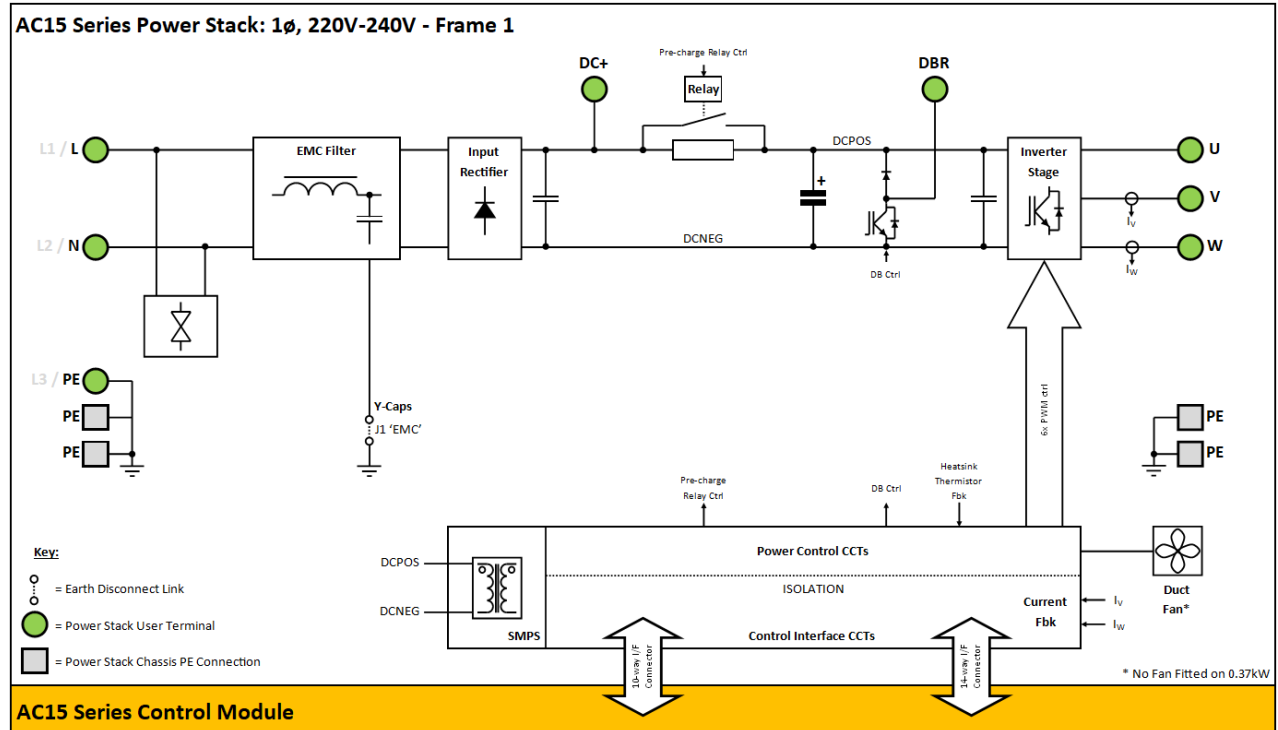 AC15 Series Power Stack: 1ø, 220V-240V - Frame 1
Pre-charge Relay Ctrl
DC+
DBR
Relay
L1 / L
EMC Filter
Input
Rectifier
DCPOS
Inverter
Stage
U
+
V
IV
L2 / N
DCNEG
W
IW
DB Ctrl
L3 / PE
PE
PE
Y-Caps
J1 ‘EMC’
6x PWM ctrl
PE
PE
Pre-charge
Relay Ctrl
DB Ctrl
Heatsink
Thermistor
Fbk
Key:
= Earth Disconnect Link
= Power Stack User Terminal
= Power Stack Chassis PE Connection
DCPOS
DCNEG
SMPS
Power Control CCTs
ISOLATION
Control Interface CCTs
Current
Fbk
IV
IW
Duct
Fan*
10-way I/F
Connector
14-way I/F
Connector
* No Fan Fitted on 0.37kW
AC15 Series Control Module